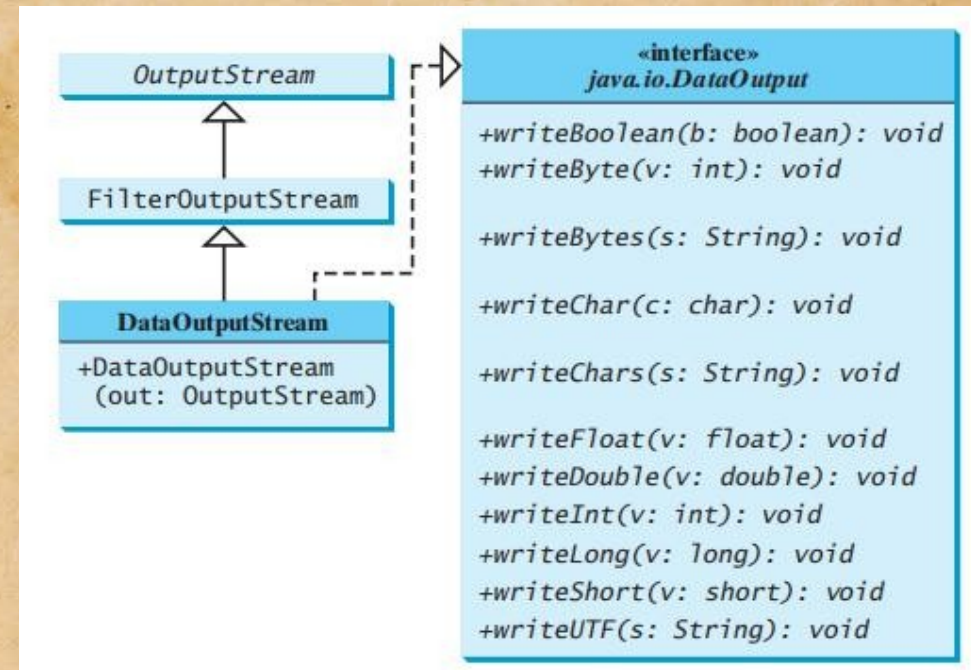 OutputStream
FilterOutputStream
DataOutputStream
+DataOutputStream
(out: OutputStream)
«interface»
java.io.DataOutput
+writeBoolean(b: boolean): void
+writeByte(v: int): void
+writeBytes(s: String): void
+writeChar(c: char): void
+writeChars(s: String): void
+writeFloat(v: float): void
+writeDouble(v: double): void
+writeInt(v: int): void
+writeLong(v: long): void
+writeShort(v: short): void
+writeUTF(s: String): void